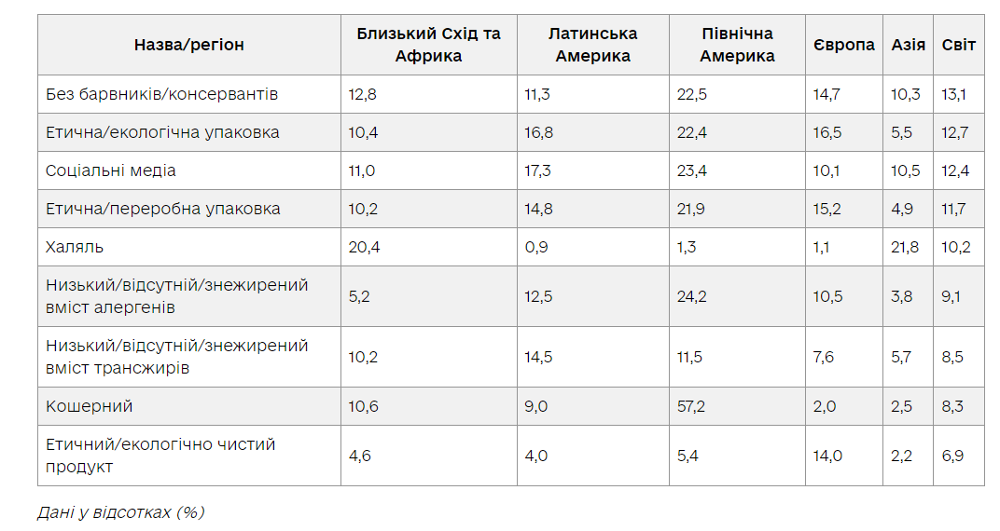 Назва/регіон Близький Схід та Африка Латинська Америка Північна Америка Європа Азія Світ
Без барвників/консервантів 12,8 11,3 22,5 14,7 10,3 13,1
Етична/екологічна упаковка 10,4 16,8 22,4 16,5 5,5 12,7
Соціальні медіа 11,0 17,3 23,4 10,1 10,5 12,4
Етична/переробна упаковка 10,2 14,8 21,9 15,2 4,9 11,7
Халяль 20,4 0,9 1,3 1,1 21,8 10,2
Низький/відсутній/знежирений вміст алергенів 5,2 12,5 24,2 10,5 3,8 9,1
Низький/відсутній/знежирений вміст трансжирів 10,2 14,5 11,5 7,6 5,7 8,5
Кошерний 10,6 9,0 57,2 2,0 2,5 8,3
Етичний/екологічно чистий продукт 4,6 4,0 5,4 14,0 2,2 6,9
Дані у відсотках (%)